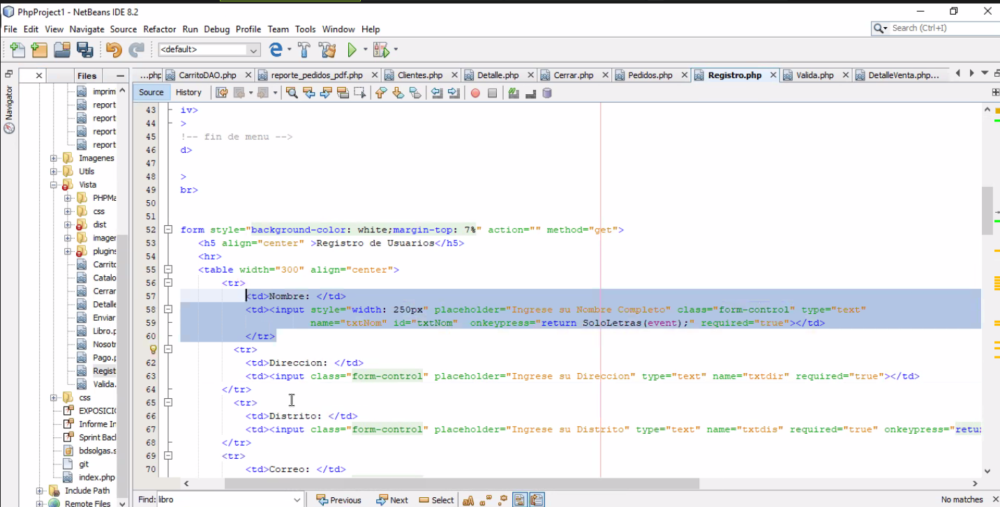 PhpProject1 - NetBeans IDE 8.2
File Edit View Navigate Source Refactor Run Debug Profile Team Tools Window Help
Search (Ctrl+I)
<default>
Files
...php CarritoDAO.php reporte_pedidos_pdf.php Clientes.php Detalle.php Cerrar.php Pedidos.php Registro.php Valida.php DetalleVenta.php...
Navigator
Source History
imprim
report
report
report
report
Imagenes
Utils
Vista
PHPMa
css
dist
imager
plugins
Carrito
Catalo
Cerrar
Detalle
Enviar
Libro.p
Nosotr
Pago.p
Regist
Valida.
css
EXPOSICIO
Informe In
Sprint Back
bdsolgas.s
git
index.php
Include Path
Remote Files
43 iv>
44 >
45 !-- fin de menu -->
46 d>
47
48 >
49 br>
50
51
52 form style="background-color: white;margin-top: 7%" action="" method="get">
53 <h5 align="center" >Registro de Usuarios</h5>
54 <hr>
55 <table width="300" align="center">
56 <tr>
57 <td>Nombre: </td>
58 <td><input style="width: 250px" placeholder="Ingrese su Nombre Completo" class="form-control" type="text"
59 name="txtNom" id="txtNom" onkeypress="return SoloLetras(event);" required="true"></td>
60 </tr>
<tr>
62 <td>Direccion: </td>
63 <td><input class="form-control" placeholder="Ingrese su Direccion" type="text" name="txtdir" required="true"></td>
64 </tr>
65 <tr>
66 <td>Distrito: </td>
67 <td><input class="form-control" placeholder="Ingrese su Distrito" type="text" name="txtdis" required="true" onkeypress="retu
68 </tr>
69 <tr>
70 <td>Correo: </td>
Find: libro Previous Next Select No matches